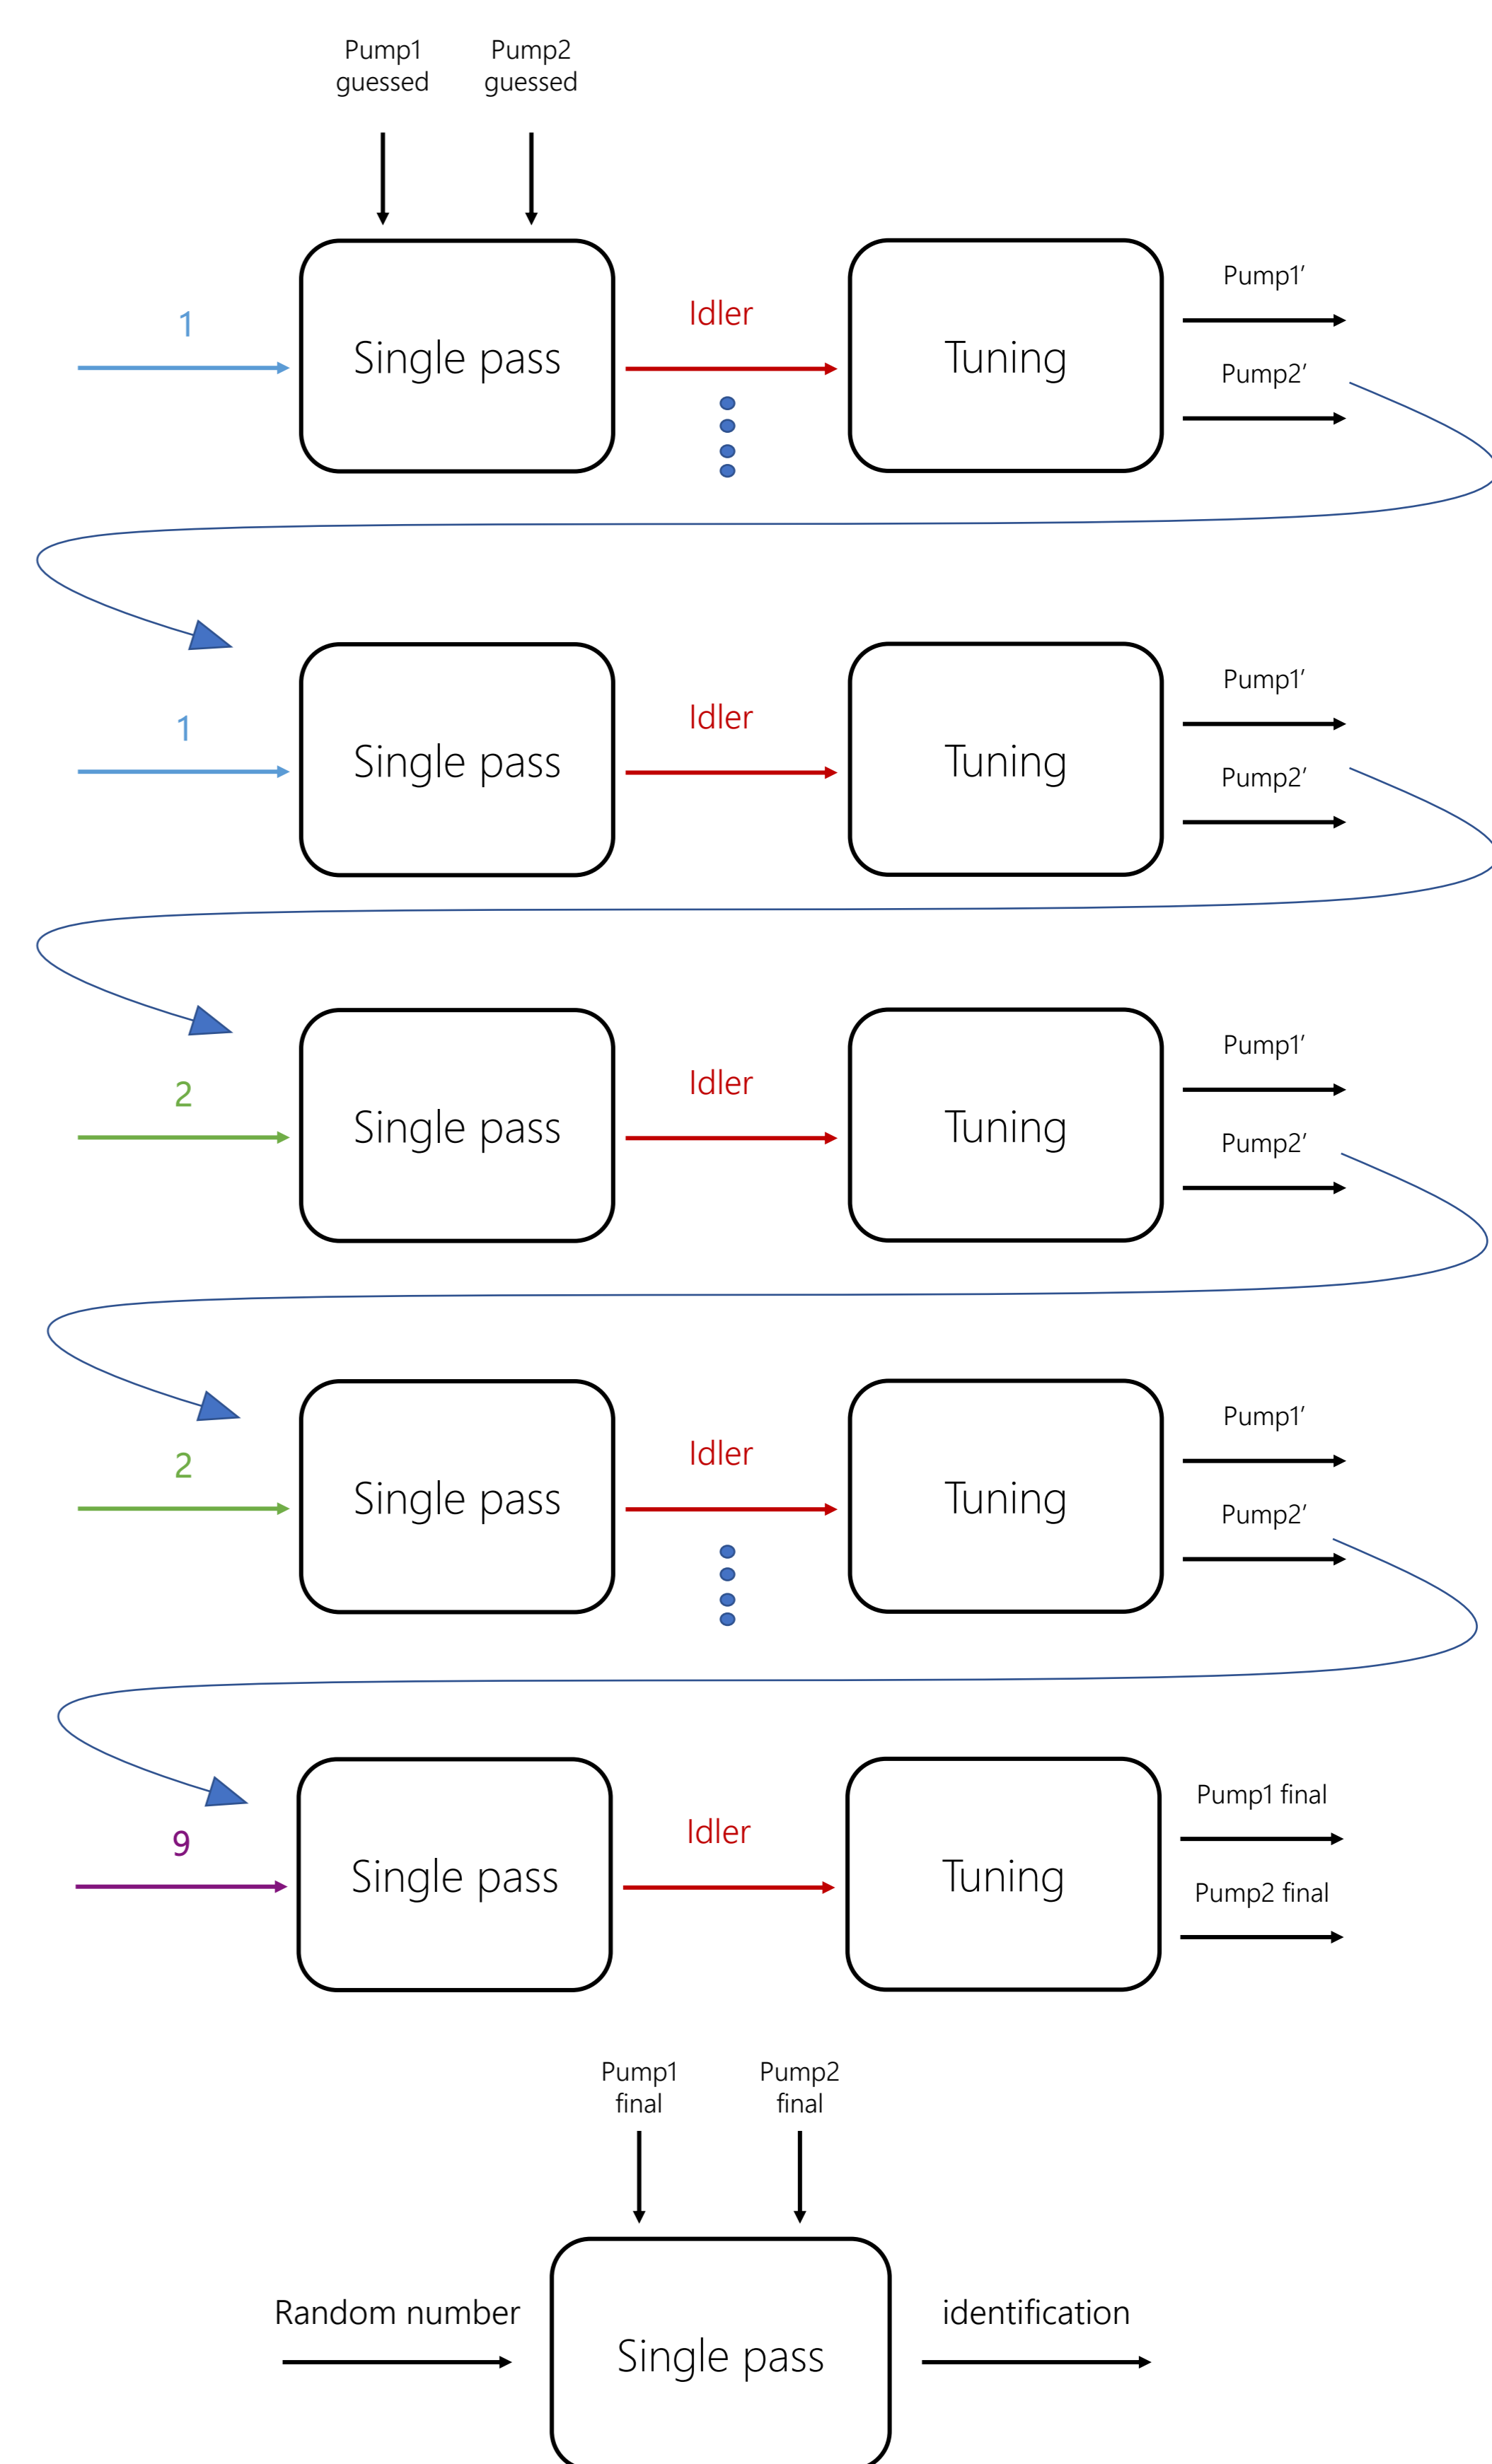 Pump1
guessed
Pump2
guessed
1
Single pass
Idler
Tuning
Pump1′
Pump2′
1
Single pass
Idler
Tuning
Pump1′
Pump2′
2
Single pass
Idler
Tuning
Pump1′
Pump2′
2
Single pass
Idler
Tuning
Pump1′
Pump2′
9
Single pass
Idler
Tuning
Pump1 final
Pump2 final
Pump1
final
Pump2
final
Random number
Single pass
identification